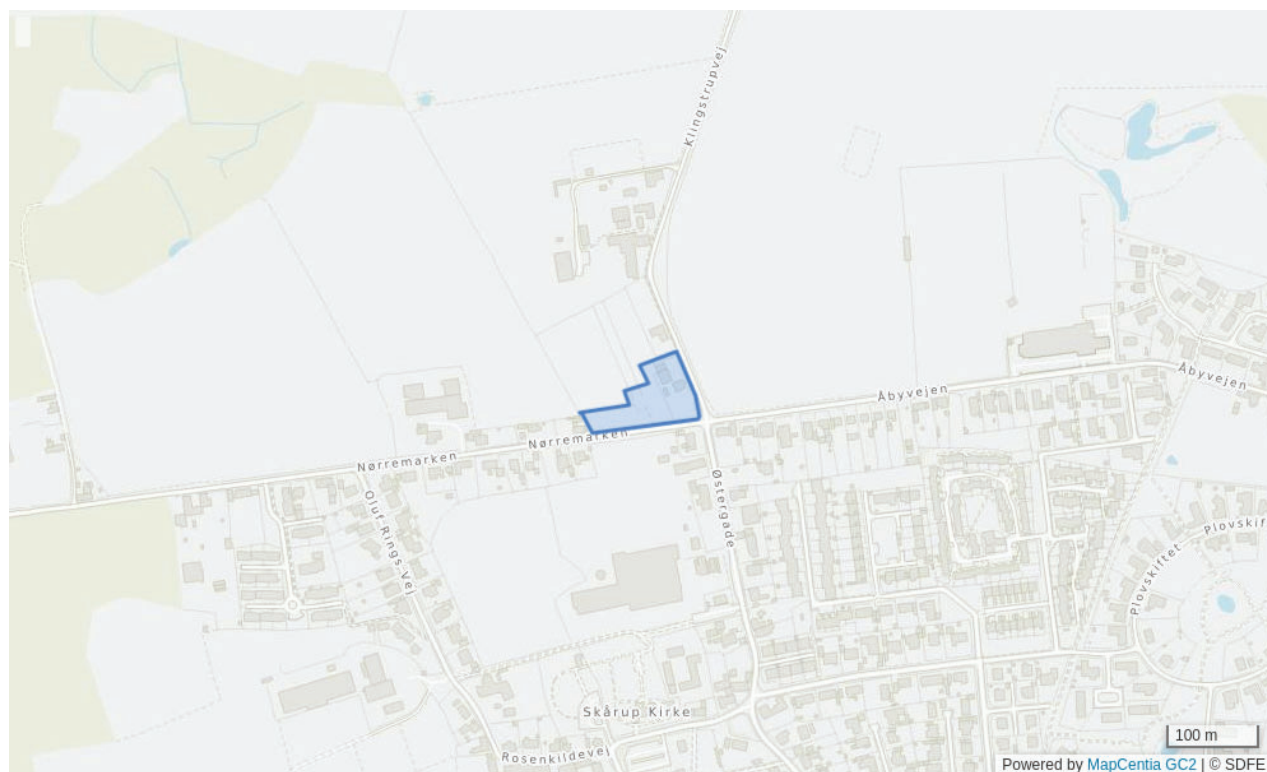 Klingstrupvej
Åbyvejen
Åbyvejen
Nørremarken
Nørremarken
Østergade
Oluf Rings Vej
Plovskiftet
Plovskif
Skårup Kirke
Rosenkildevej
100 m
Powered by MapCentia GC2 | © SDFE